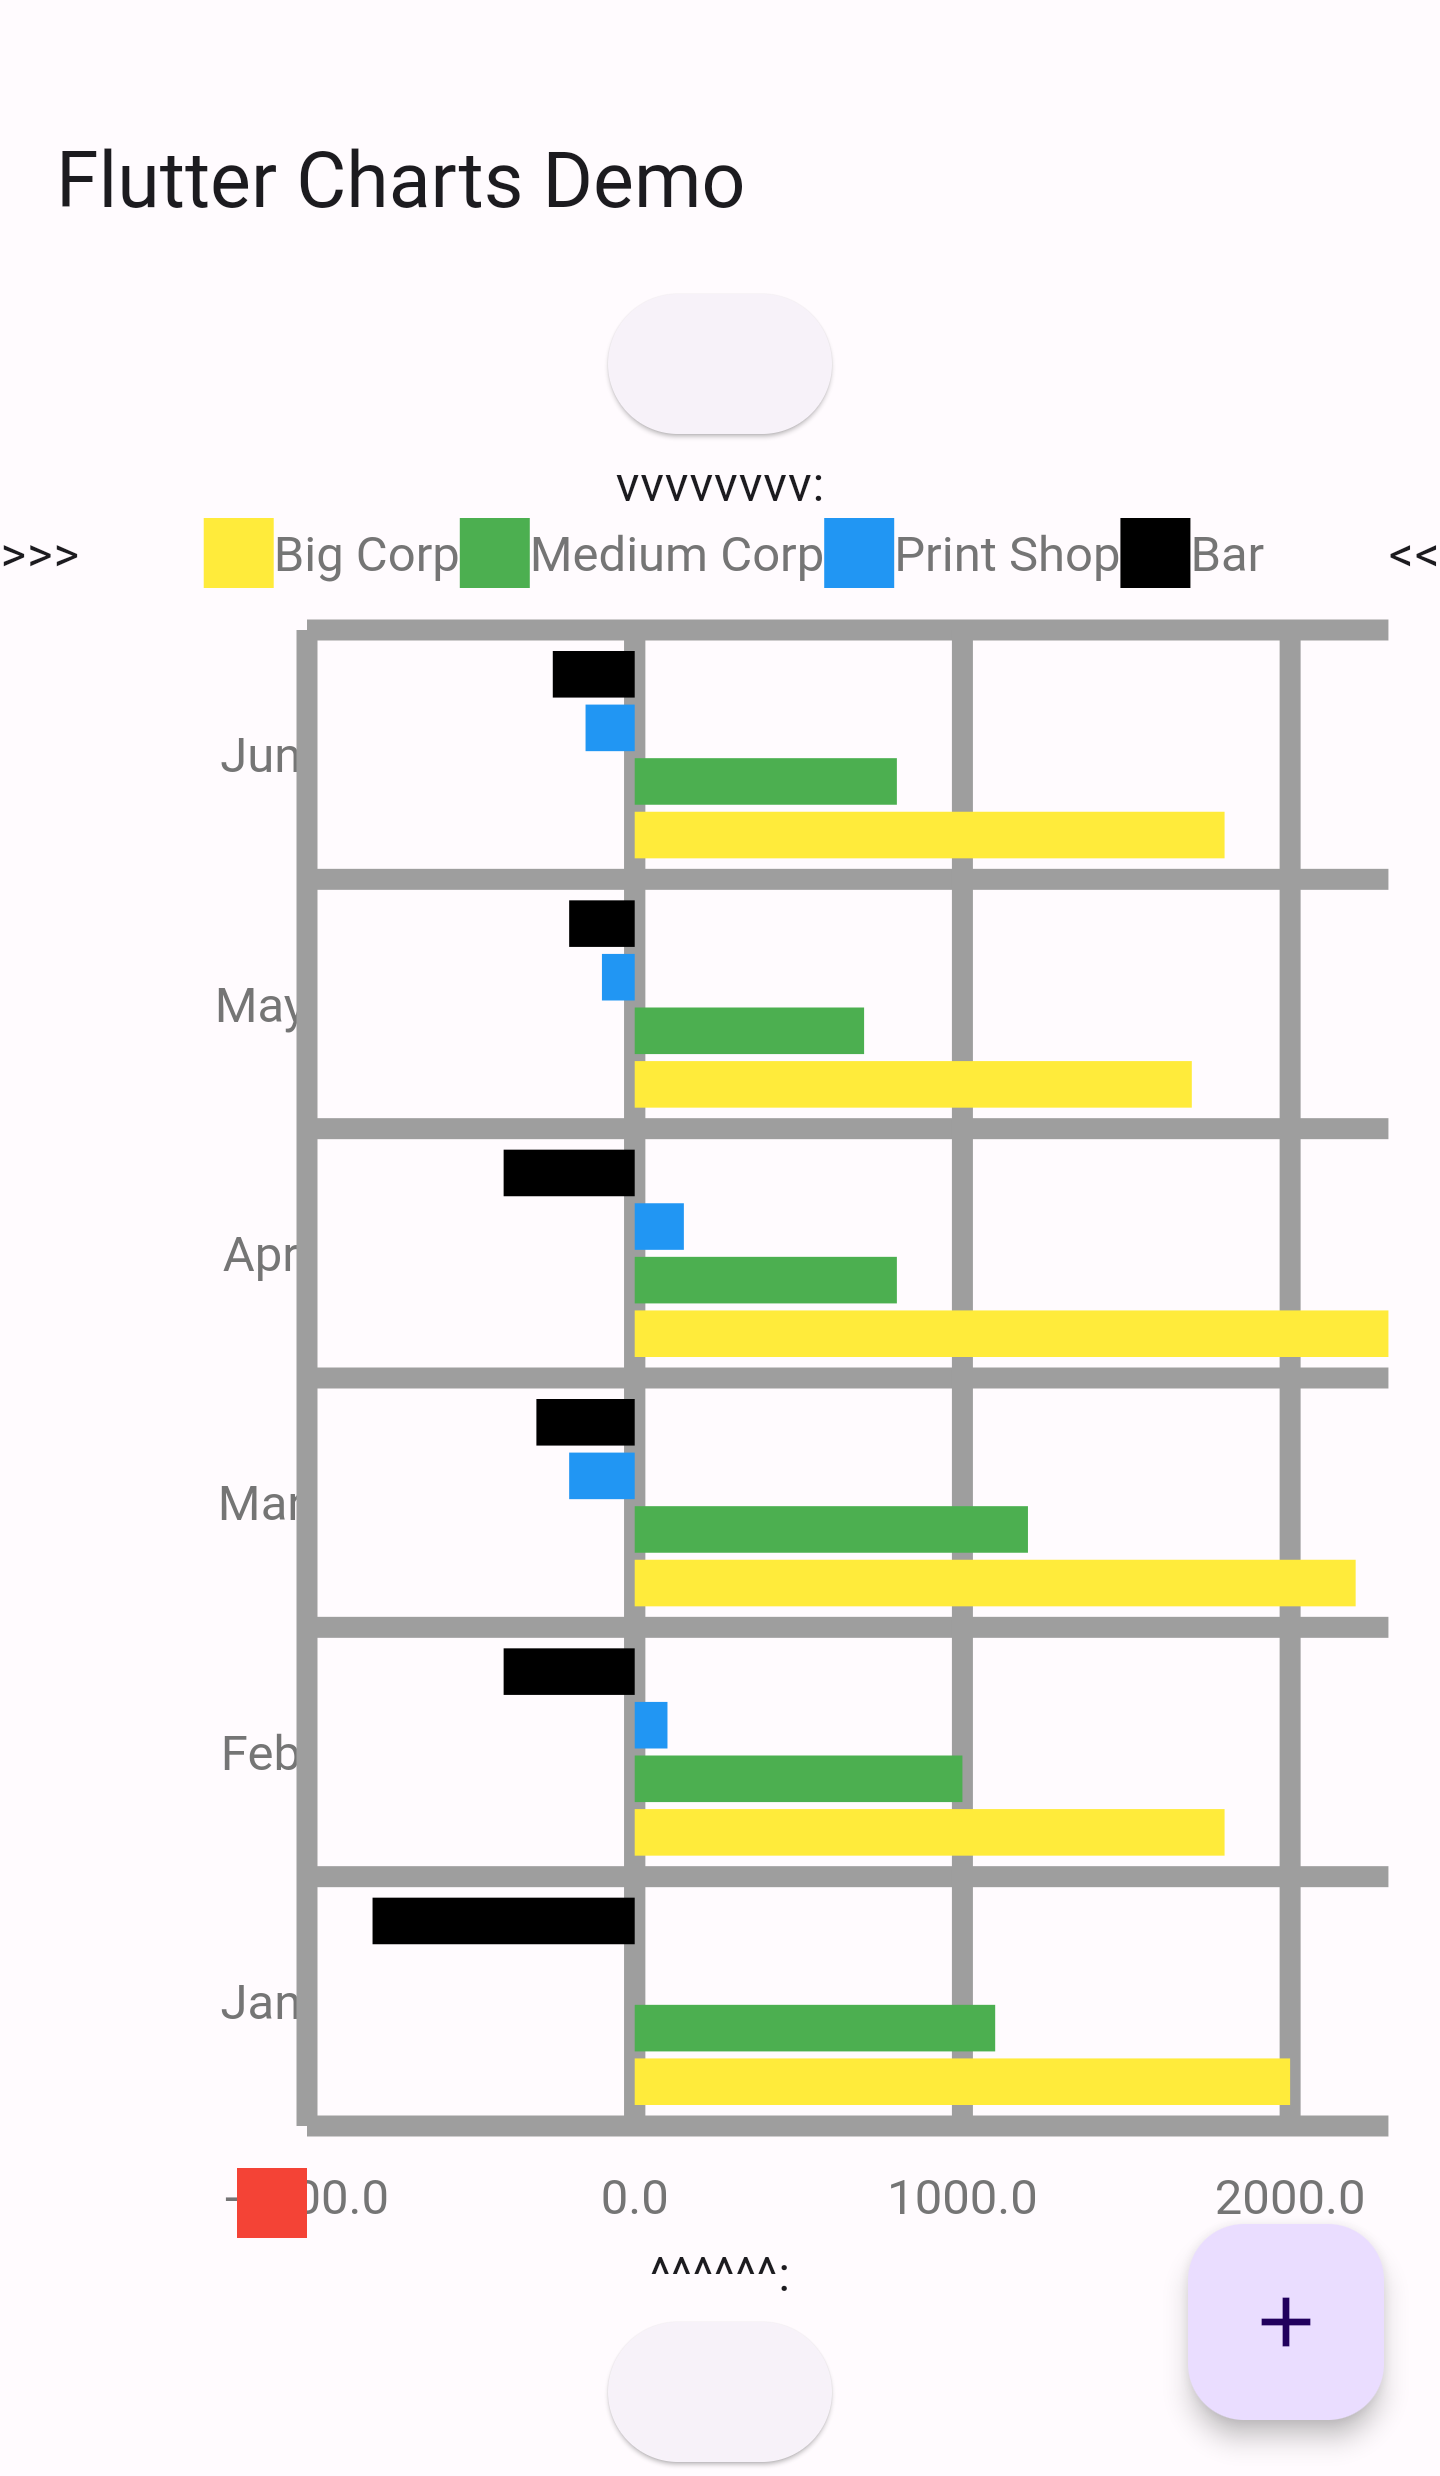 Flutter Charts Demo
vvvvvvvv:
>>> Big Corp Medium Corp Print Shop Bar <<
Jun
May
Apr
Mar
Feb
Jan
0.0 1000.0 2000.0
^^^^^^:
+